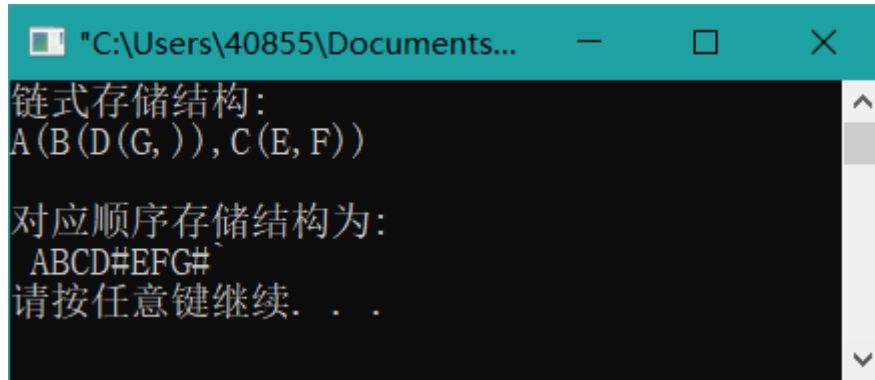 "C:\Users\40855\Documents...
链式存储结构:
A(B(D(G,)),C(E,F))
对应顺序存储结构为:
ABCD#EFG#`
请按任意键继续. . .